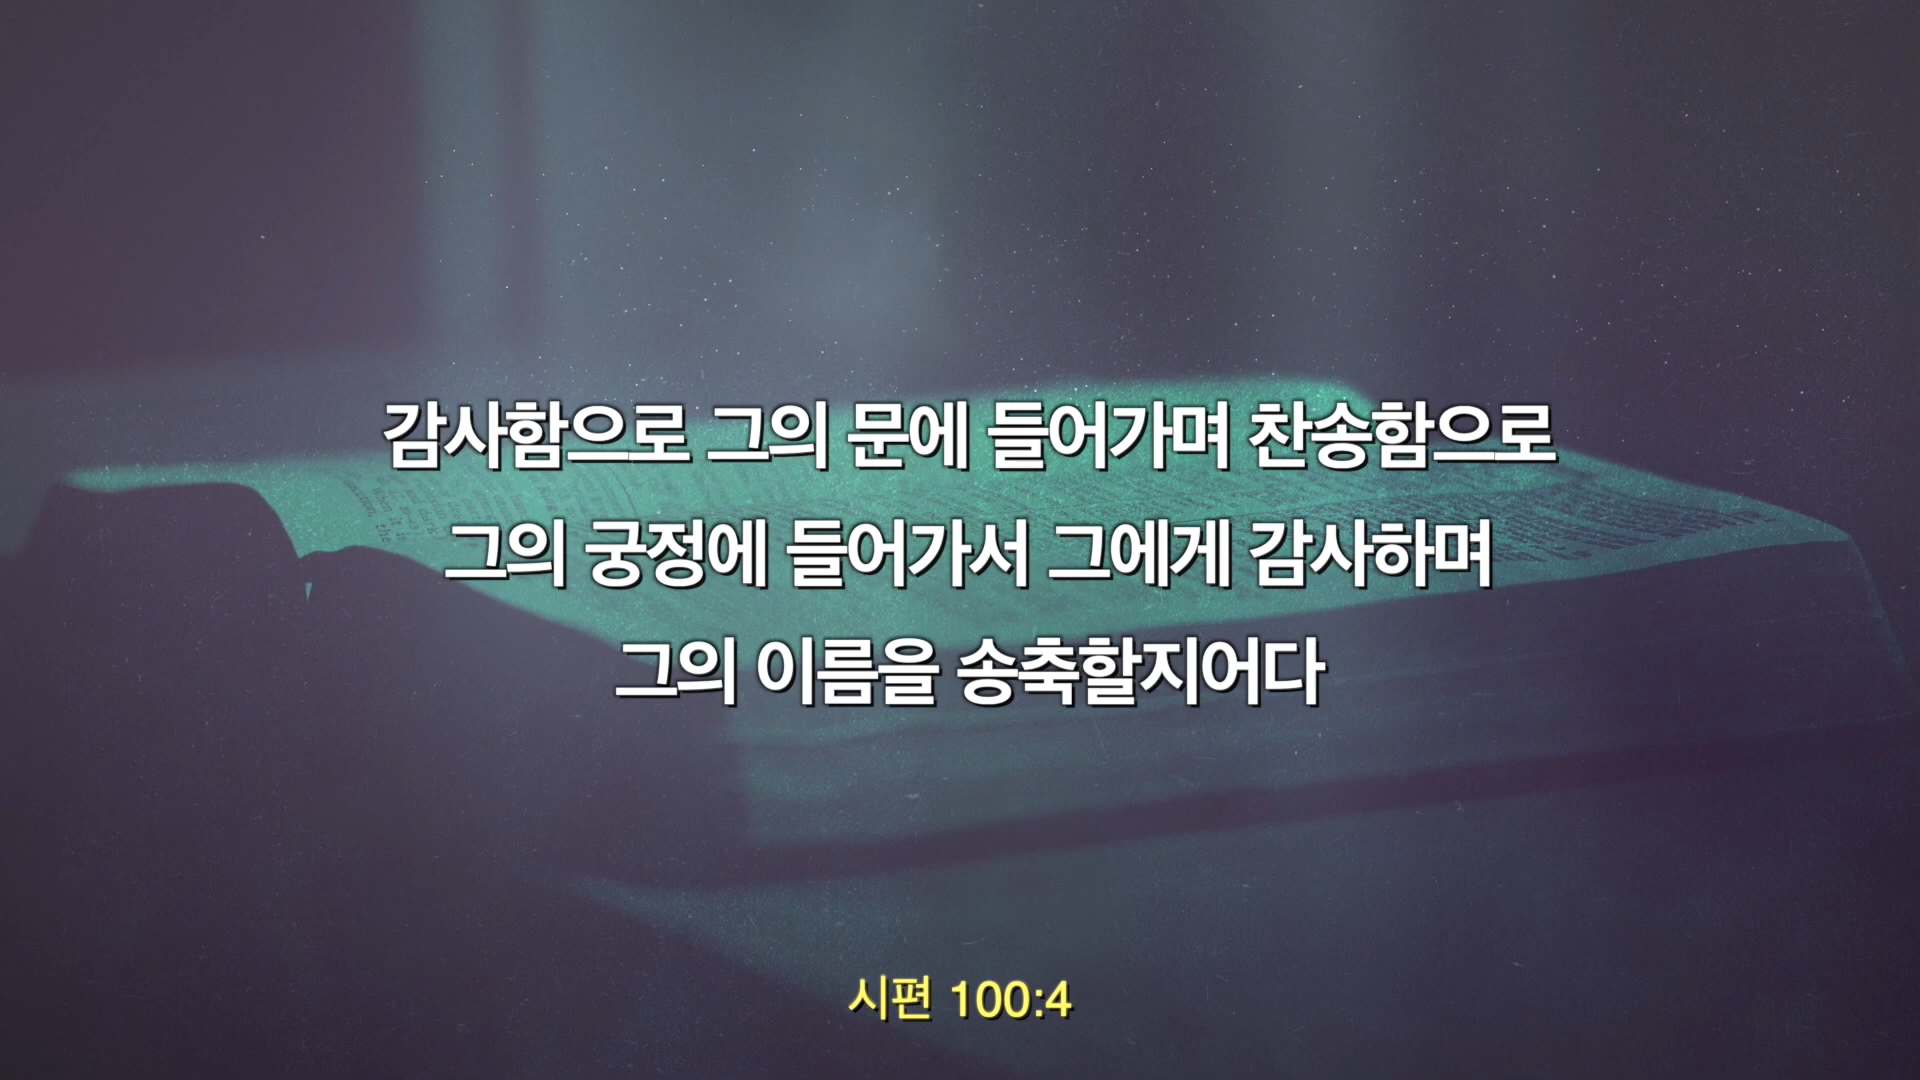 감사함으로 그의 문에 들어가며 찬송함으로
그의 궁정에 들어가서 그에게 감사하며
그의 이름을 송축할지어다
시편 100:4